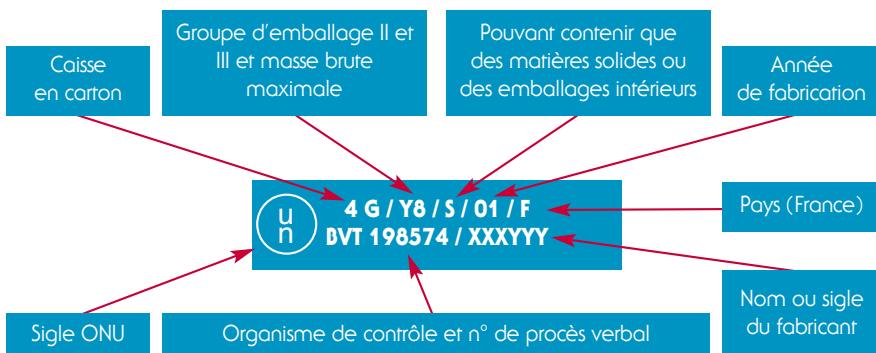 Caisse
en carton
Groupe d'emballage II et
III et masse brute
maximale
Pouvant contenir que
des matières solides ou
des emballages intérieurs
Année
de fabrication
u
n
4 G / Y8 / S / 01 / F
BVT 198574 / XXXYYY
Pays (France)
Sigle ONU
Organisme de contrôle et n° de procès verbal
Nom ou sigle
du fabricant